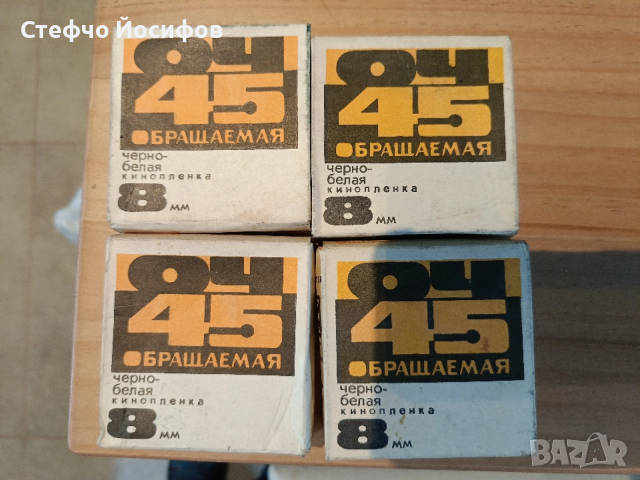 Стефчо Йосифов
ОЧ
45
ОБРАЩАЕМАЯ
черно-
белая
кинопленка
8 мм
ОЧ
45
ОБРАЩАЕМАЯ
черно-
белая
кинопленка
8 мм
ОЧ
45
ОБРАЩАЕМАЯ
черно-
белая
кинопленка
8 мм
ОЧ
45
ОБРАЩАЕМАЯ
черно-
белая
кинопленка
8 мм
BAZAR